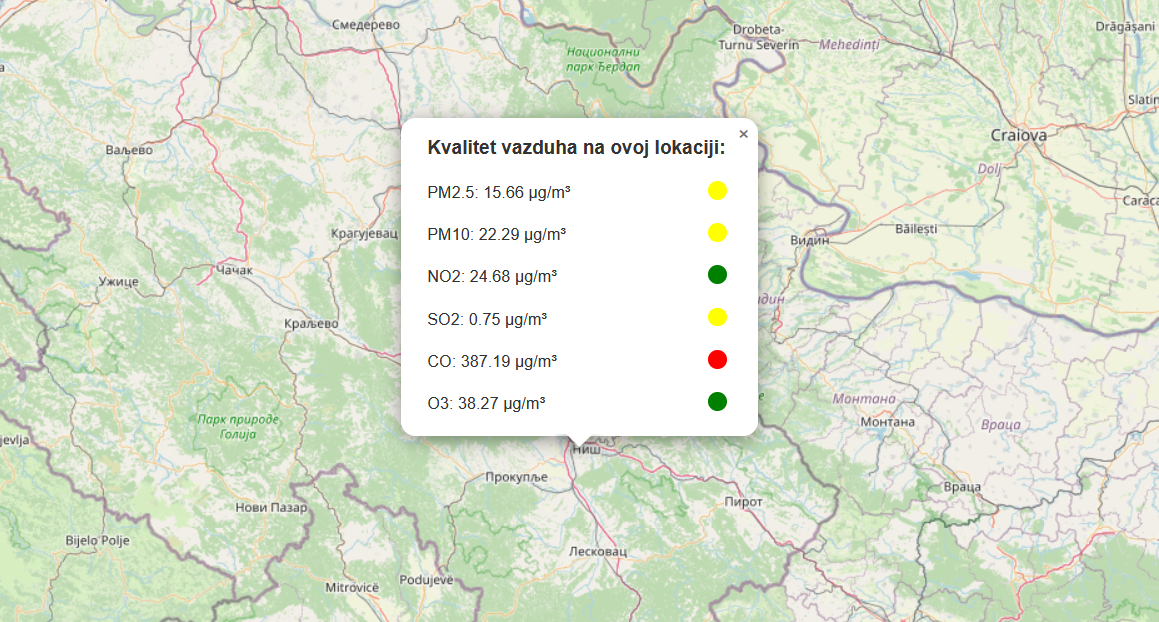 Смедерево
Drobeta-
Turnu Severin
Mehedinți
Drăgășani
Национални
парк Ђердап
Slatin
Craiova
Dolj
Ваљево
Caraca
Крагујевац
Băilești
Видин
Чачак
Ужице
Краљево
Kvalitet vazduha na ovoj lokaciji:
×
PM2.5: 15.66 µg/m³
PM10: 22.29 µg/m³
NO2: 24.68 µg/m³
SO2: 0.75 µg/m³
CO: 387.19 µg/m³
O3: 38.27 µg/m³
Монтана
Монтана
Враца
Парк природе
Голија
evlja
Ниш
Прокупље
Враца
Пирот
Нови Пазар
Bijelo Polje
Лесковац
Podujevë
Mitrovicë